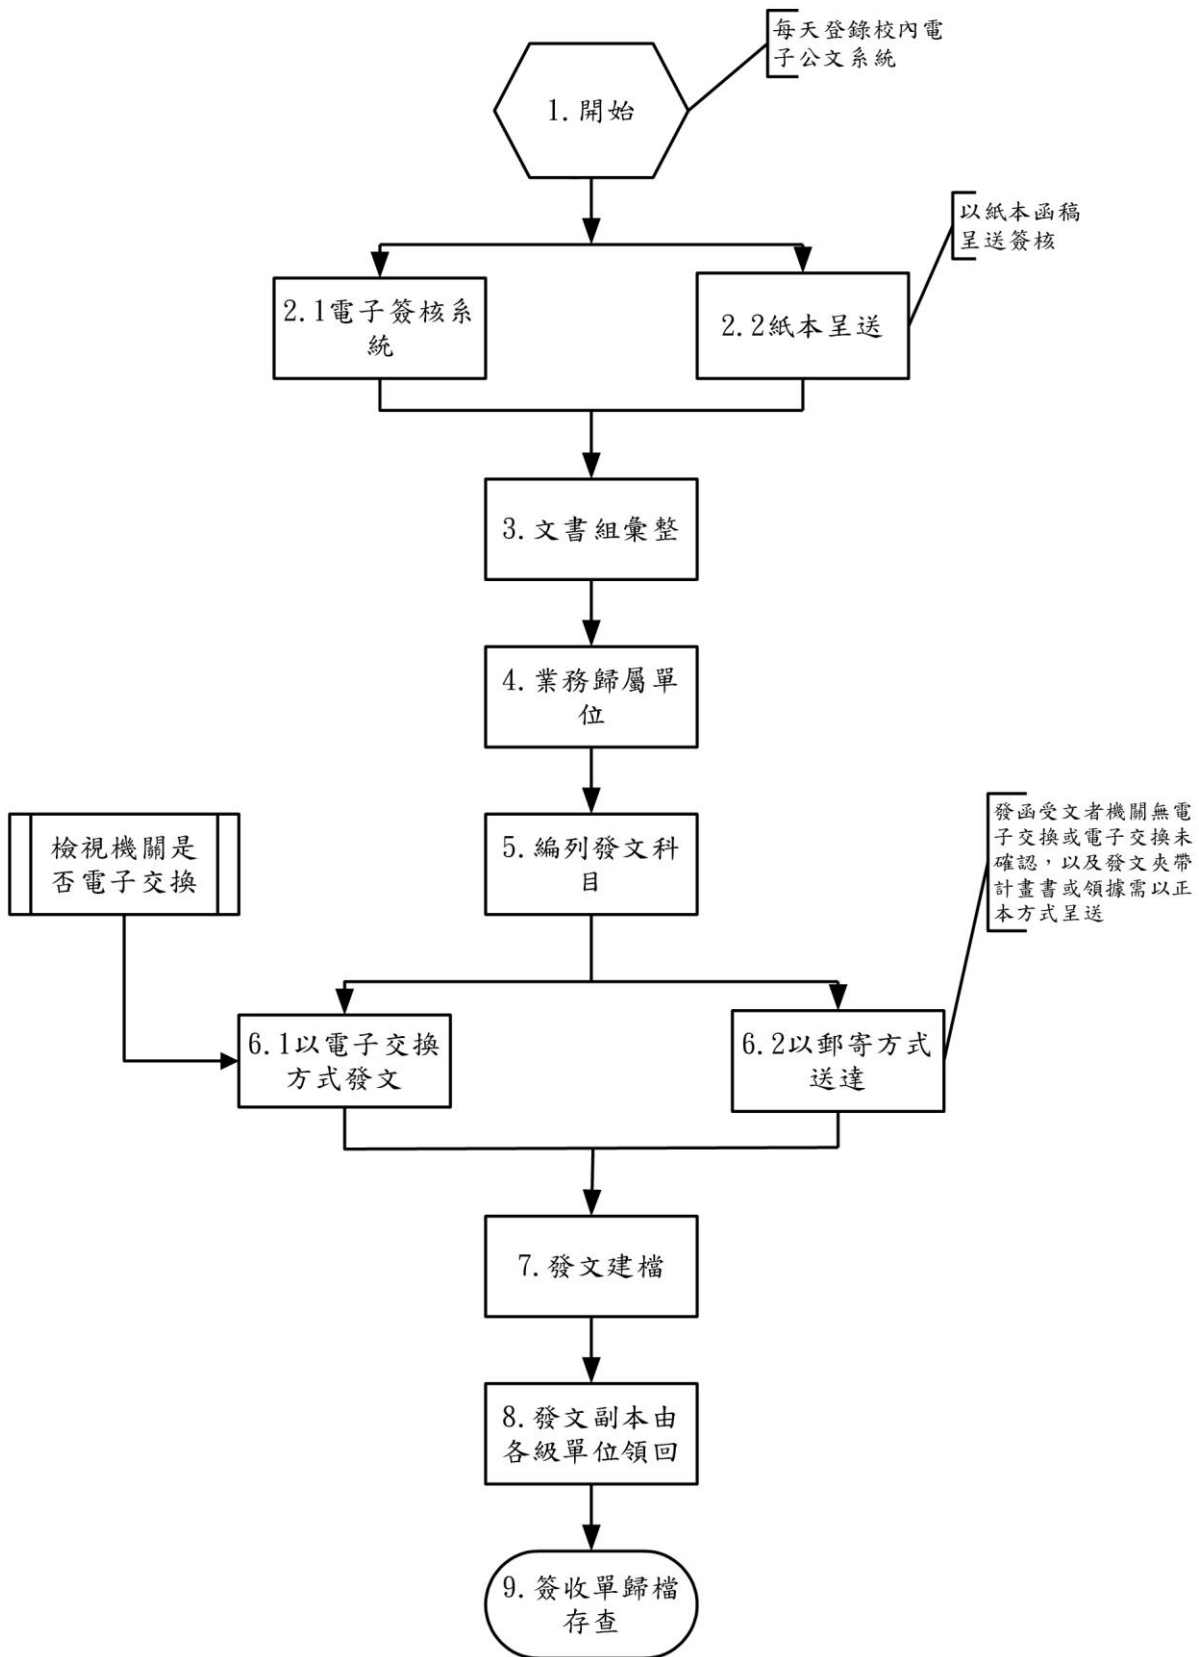 每天登錄校內電
子公文系統
1.開始
以紙本函稿
呈送簽核
2.1電子簽核系
統
2.2紙本呈送
3.文書組彙整
4.業務歸屬單
位
5.編列發文科
目
檢視機關是
否電子交換
發函受文者機關無電
子交換或電子交換未
確認,以及發文夾帶
計畫書或領據需以正
本方式呈送
6.1以電子交換
方式發文
6.2以郵寄方式
送達
7.發文建檔
8.發文副本由
各級單位領回
9.簽收單歸檔
存查